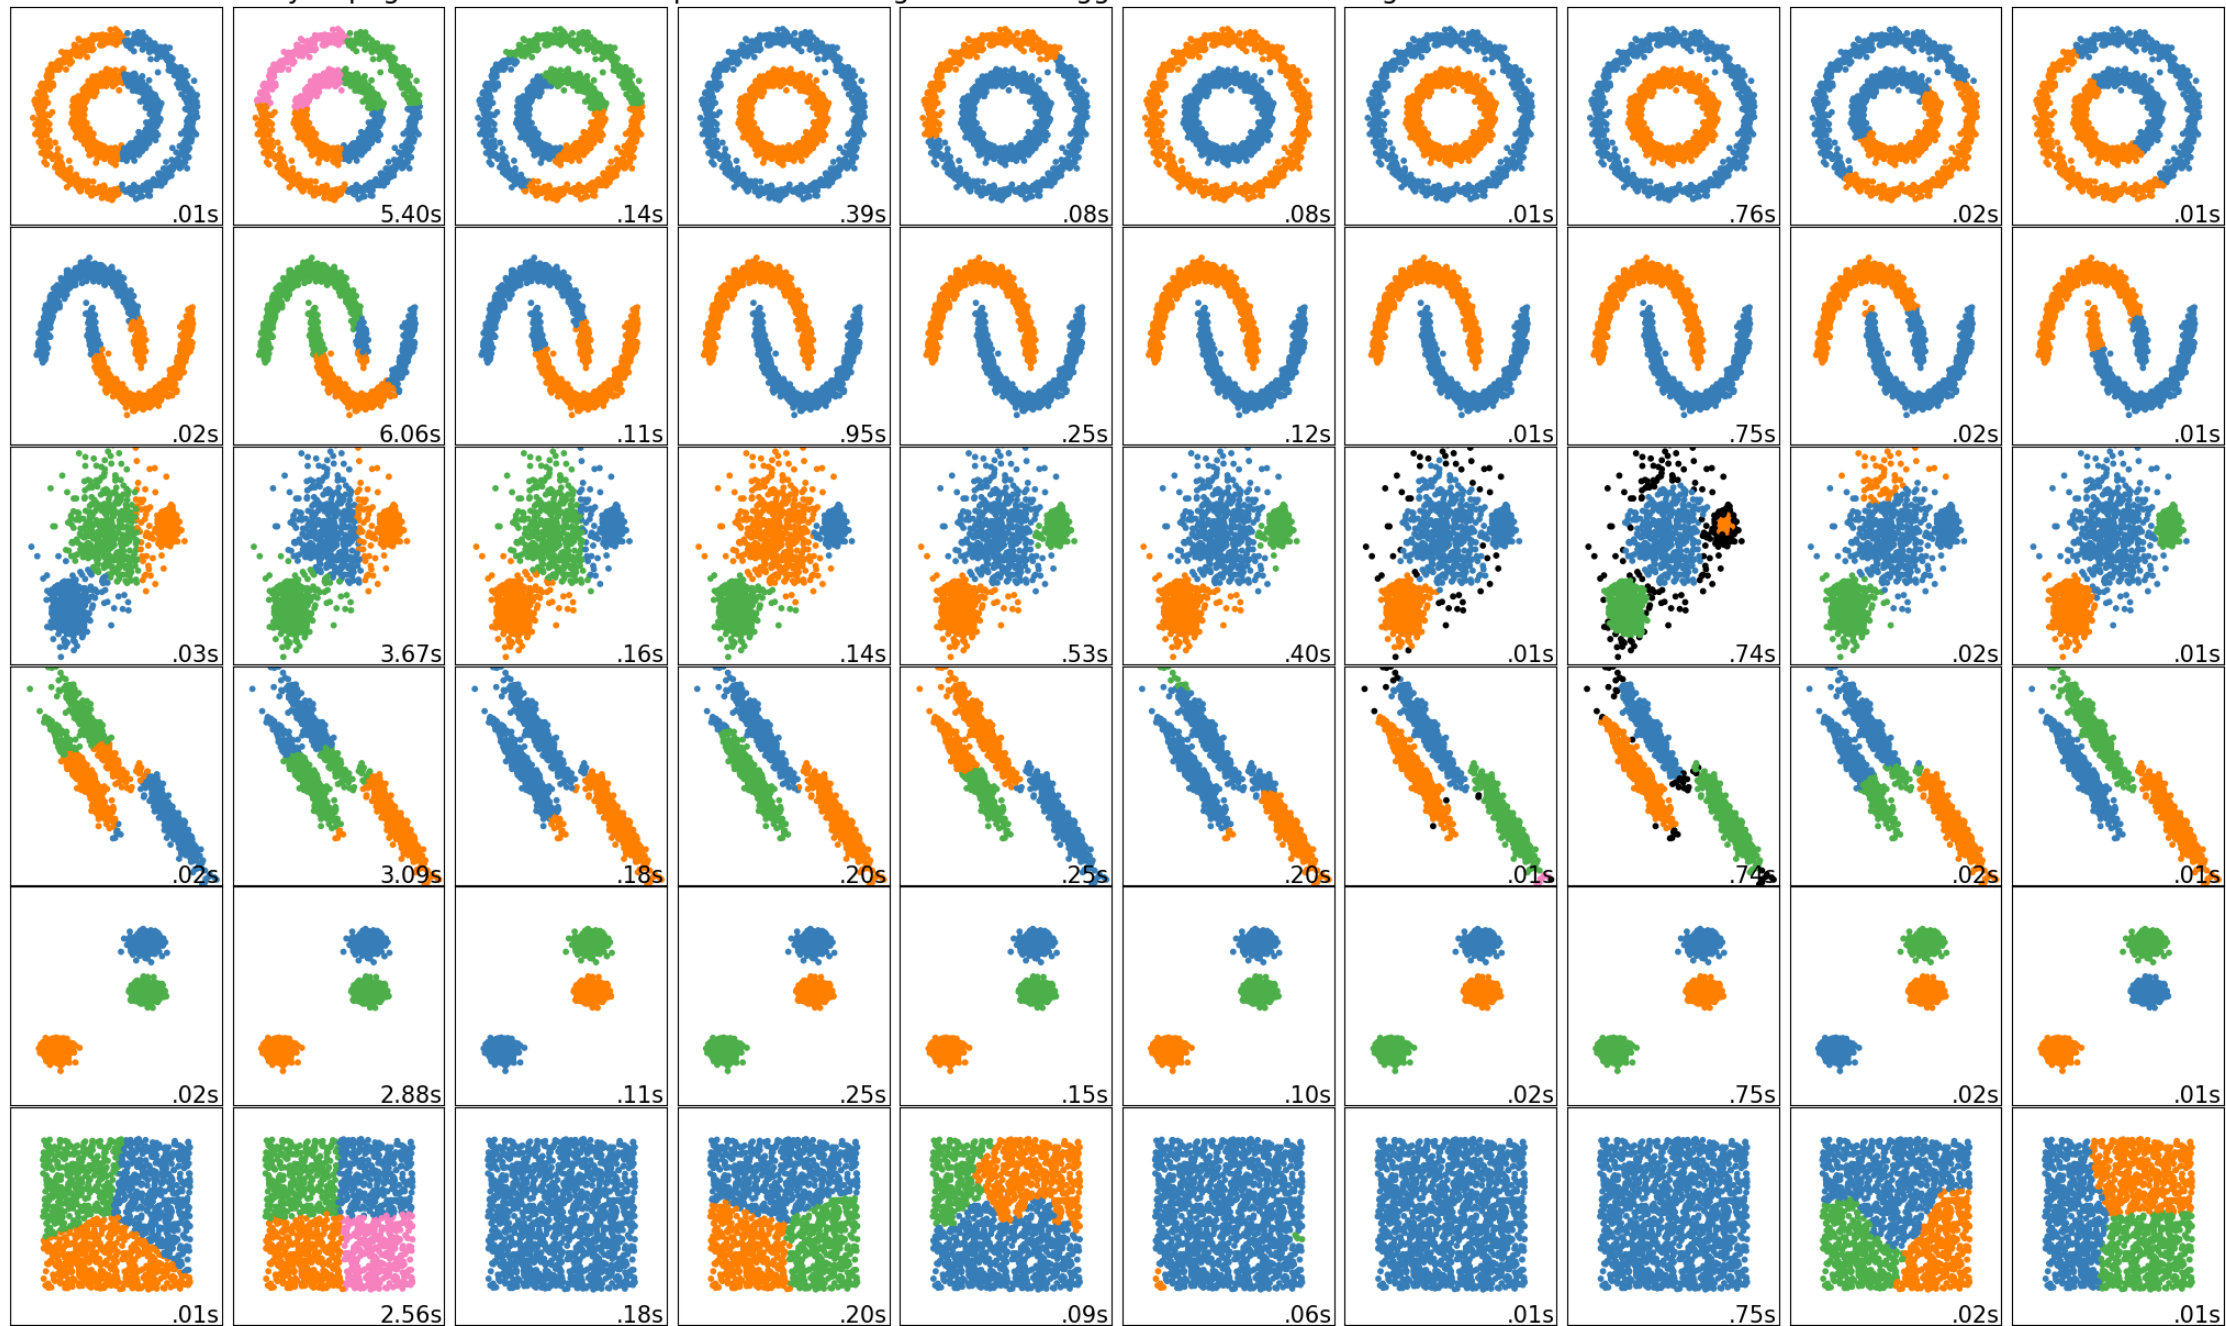 .01s 5.40s .14s .39s .08s .08s .01s .76s .02s .01s
.02s 6.06s .11s .95s .25s .12s .01s .75s .02s .01s
.03s 3.67s .16s .14s .53s .40s .01s .74s .02s .01s
.02s 3.09s .18s .20s .25s .20s .01s .74s .02s .01s
.02s 2.88s .11s .25s .15s .10s .02s .75s .02s .01s
.01s 2.56s .18s .20s .09s .06s .01s .75s .02s .01s